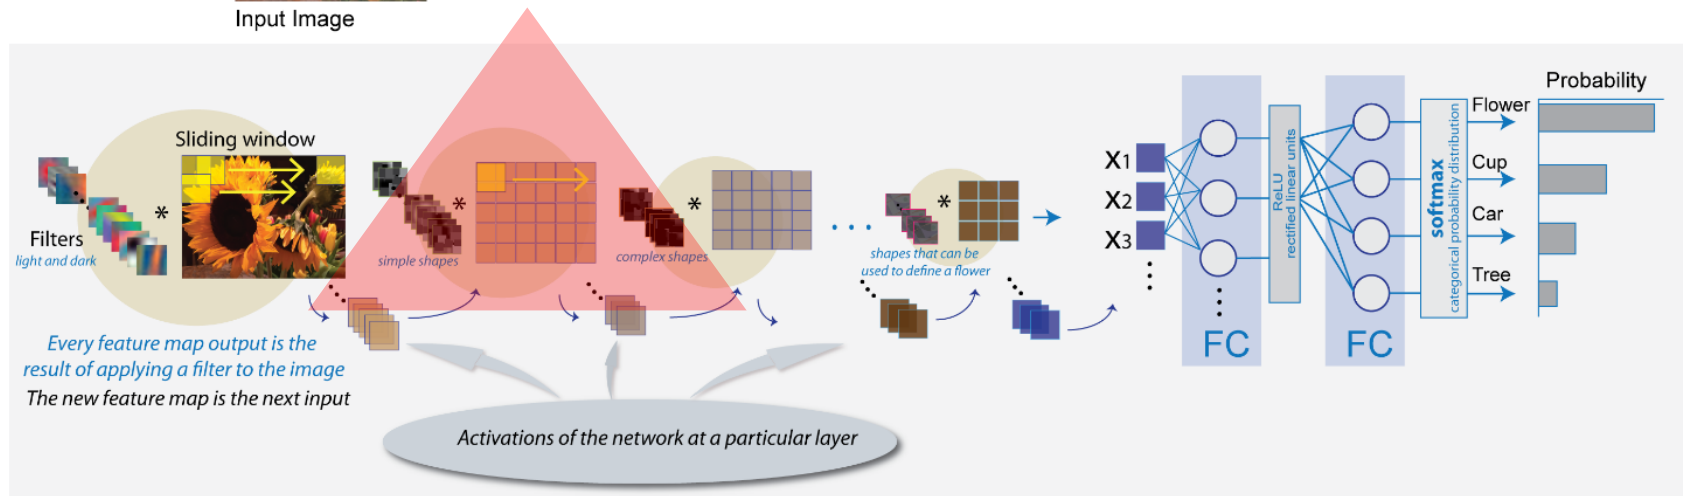 Input Image
Sliding window
*
Filters
light and dark
*
simple shapes
*
complex shapes
*
shapes that can be
used to define a flower
X1
X2
X3
FC
ReLU
rectified linear units
FC
softmax
categorical probability distribution
Probability
Flower
Cup
Car
Tree
Every feature map output is the
result of applying a filter to the image
The new feature map is the next input
Activations of the network at a particular layer